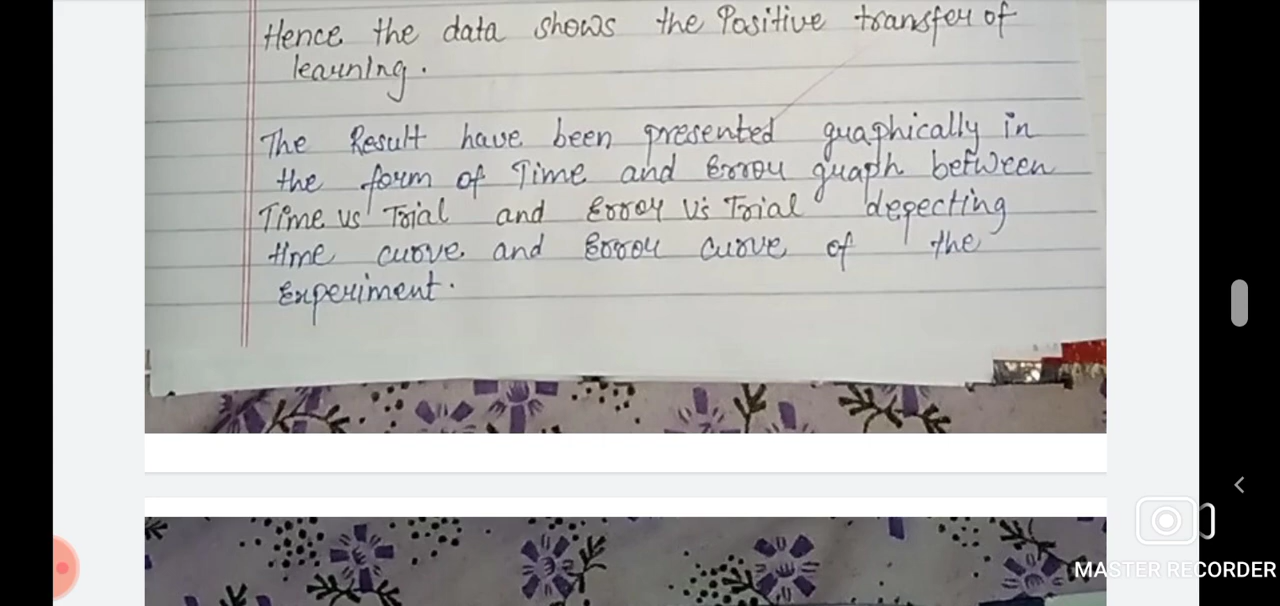 Hence the data shows the Positive transfer of
learning.
The Result have been presented graphically in
the form of Time and Error graph between
Time vs Trial and Error Vs Trial depecting
time curve and Error curve of the
Experiment.
MASTER RECORDER